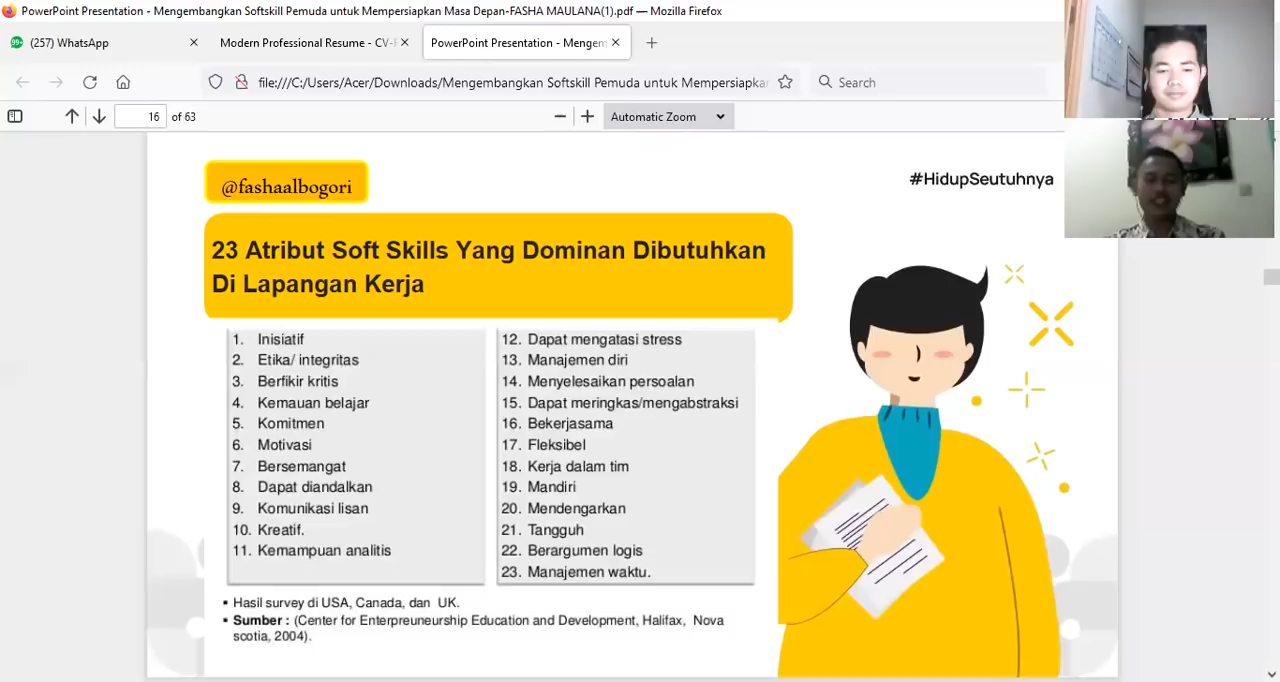 PowerPoint Presentation - Mengembangkan Softskill Pemuda untuk Mempersiapkan Masa Depan-FASHA MAULANA(1).pdf — Mozilla Firefox
99+
(257) WhatsApp
Modern Professional Resume - CV-F
PowerPoint Presentation - Mengem
file:///C:/Users/Acer/Downloads/Mengembangkan Softskill Pemuda untuk Mempersiapka
Search
16 of 63
Automatic Zoom
@fashaalbogori
#HidupSeutuhnya
23 Atribut Soft Skills Yang Dominan Dibutuhkan
Di Lapangan Kerja
1. Inisiatif
2. Etika/ integritas
3. Berfikir kritis
4. Kemauan belajar
5. Komitmen
6. Motivasi
7. Bersemangat
8. Dapat diandalkan
9. Komunikasi lisan
10. Kreatif.
11. Kemampuan analitis
12. Dapat mengatasi stress
13. Manajemen diri
14. Menyelesaikan persoalan
15. Dapat meringkas/mengabstraksi
16. Bekerjasama
17. Fleksibel
18. Kerja dalam tim
19. Mandiri
20. Mendengarkan
21. Tangguh
22. Berargumen logis
23. Manajemen waktu.
▪ Hasil survey di USA, Canada, dan UK.
▪ Sumber : (Center for Enterpreuneurship Education and Development, Halifax, Nova
scotia, 2004).